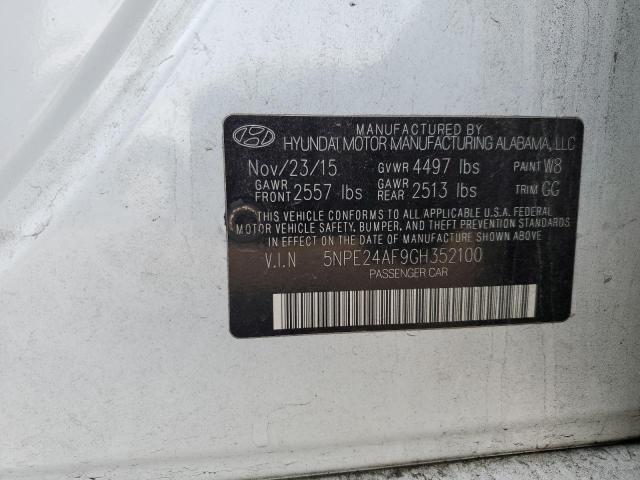 MANUFACTURED BY
HYUNDAI MOTOR MANUFACTURING ALABAMA, LLC
Nov/23/15 GVWR 4497 lbs PAINT W8
GAWR FRONT 2557 lbs GAWR REAR 2513 lbs TRIM GG
THIS VEHICLE CONFORMS TO ALL APPLICABLE U.S.A. FEDERAL
MOTOR VEHICLE SAFETY, BUMPER, AND THEFT PREVENTION STANDARDS
IN EFFECT ON THE DATE OF MANUFACTURE SHOWN ABOVE.
V.I.N 5NPE24AF9GH352100
PASSENGER CAR